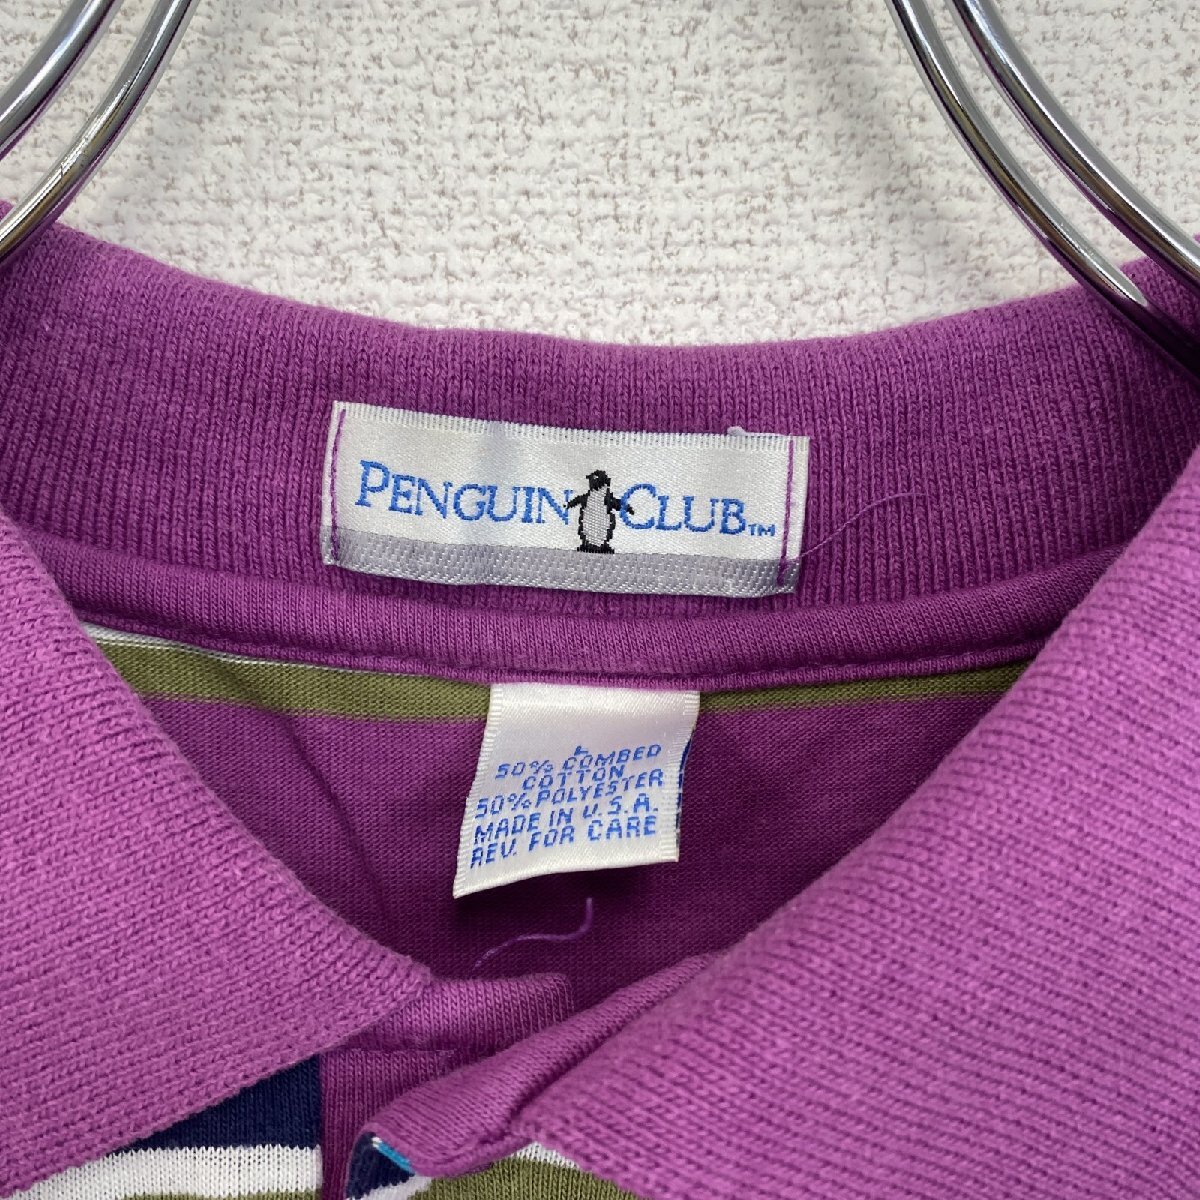 PENGUIN CLUB™
L
50% COMBED
COTTON
50% POLYESTER
MADE IN U.S.A.
REV. FOR CARE